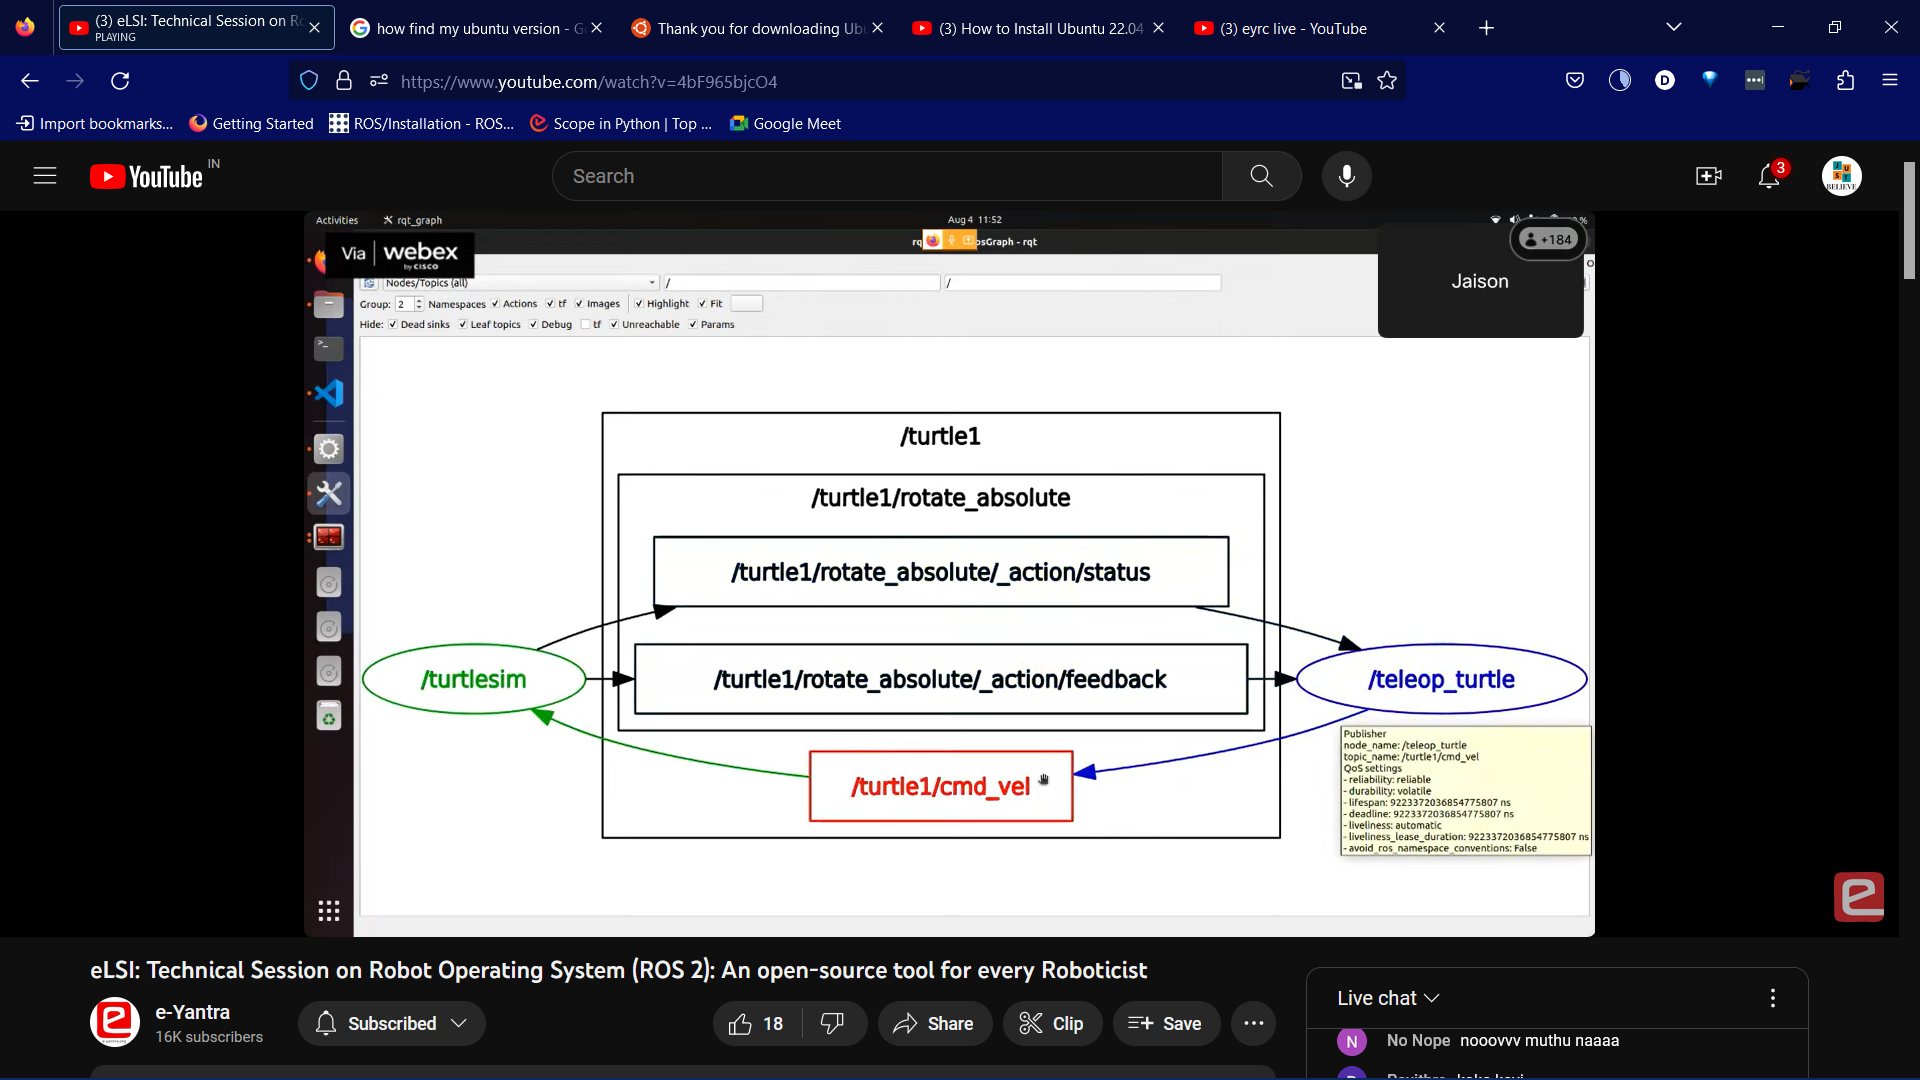 (3) eLSI: Technical Session on Ro
PLAYING
how find my ubuntu version - G
Thank you for downloading Ubu
(3) How to Install Ubuntu 22.04
(3) eyrc live - YouTube
https://www.youtube.com/watch?v=4bF965bjcO4
Import bookmarks...
Getting Started
ROS/Installation - ROS...
Scope in Python | Top ...
Google Meet
YouTube IN
Search
3
Activities
rqt_graph
Aug 4 11:52
Via webex
by CISCO
osGraph - rqt
+184
Jaison
Nodes/Topics (all)
/
/
Group: 2 Namespaces Actions tf Images Highlight Fit
Hide: Dead sinks Leaf topics Debug tf Unreachable Params
/turtle1
/turtle1/rotate_absolute
/turtle1/rotate_absolute/_action/status
/turtlesim
/turtle1/rotate_absolute/_action/feedback
/teleop_turtle
/turtle1/cmd_vel
Publisher
node_name: /teleop_turtle
topic_name: /turtle1/cmd_vel
QoS settings
- reliability: reliable
- durability: volatile
- lifespan: 9223372036854775807 ns
- deadline: 9223372036854775807 ns
- liveliness: automatic
- liveliness_lease_duration: 9223372036854775807 ns
- avoid_ros_namespace_conventions: False
eLSI: Technical Session on Robot Operating System (ROS 2): An open-source tool for every Roboticist
e-Yantra
16K subscribers
Subscribed
18
Share
Clip
Save
Live chat
N
No Nope nooovvv muthu naaaa